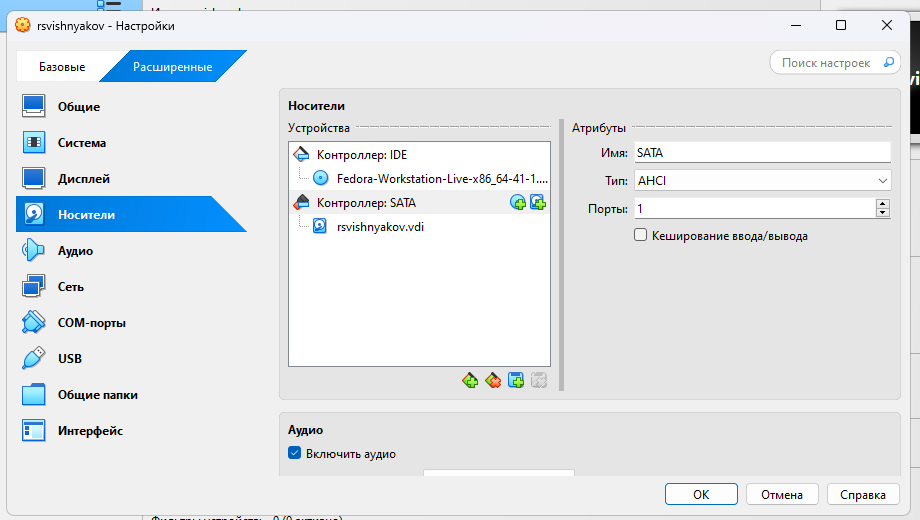 rsvishnyakov - Настройки
Базовые
Расширенные
Поиск настроек
Общие
Система
Дисплей
Носители
Аудио
Сеть
COM-порты
USB
Общие папки
Интерфейс
Носители
Устройства
Контроллер: IDE
Fedora-Workstation-Live-x86_64-41-1....
Контроллер: SATA
rsvishnyakov.vdi
Атрибуты
Имя: SATA
Тип: AHCI
Порты: 1
Кеширование ввода/вывода
Аудио
Включить аудио
OK
Отмена
Справка